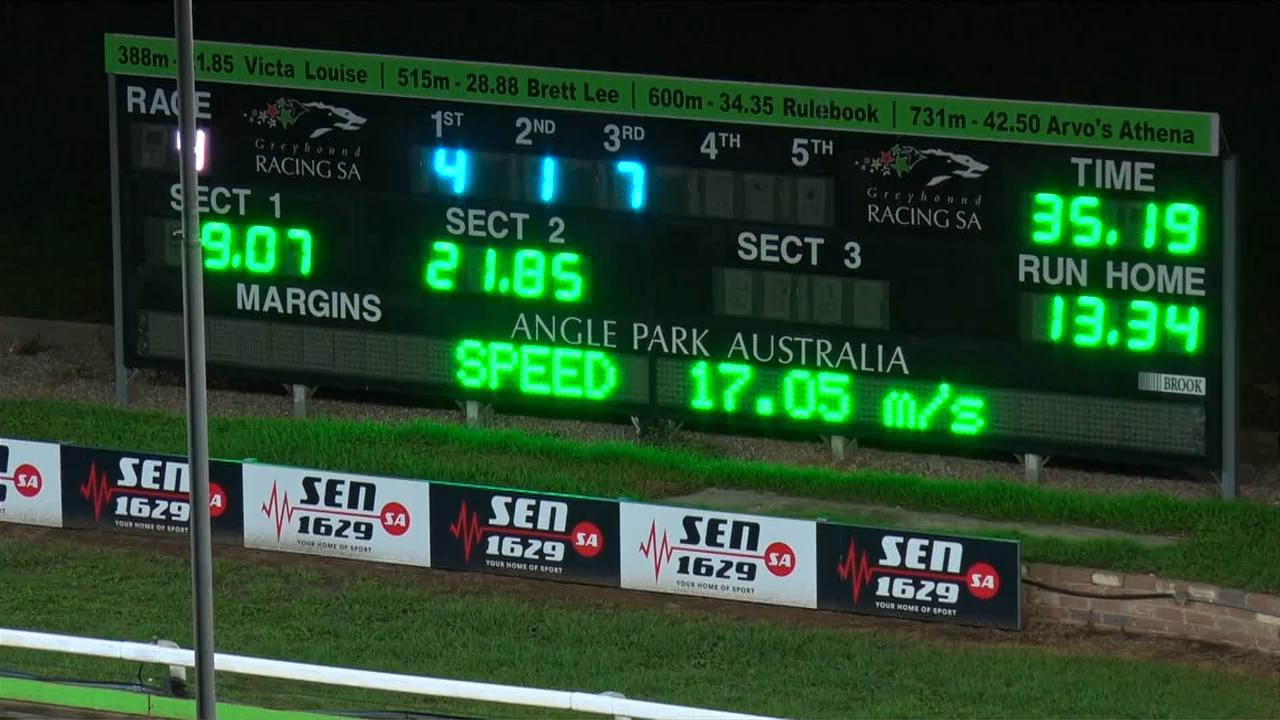 388m - 21.85 Victa Louise | 515m - 28.88 Brett Lee | 600m - 34.35 Rulebook | 731m - 42.50 Arvo's Athena
RACE
4
Greyhound
RACING SA
1ST 2ND 3RD 4TH 5TH
4 1 7
Greyhound
RACING SA
TIME
35.19
SECT 1
9.07
SECT 2
21.85
SECT 3
RUN HOME
13.34
MARGINS
ANGLE PARK AUSTRALIA
SPEED 17.05 m/s
BROOK
SA
SEN
1629
SA
YOUR HOME OF SPORT
SEN
1629
SA
YOUR HOME OF SPORT
SEN
1629
SA
YOUR HOME OF SPORT
SEN
1629
SA
YOUR HOME OF SPORT
SEN
1629
SA
YOUR HOME OF SPORT